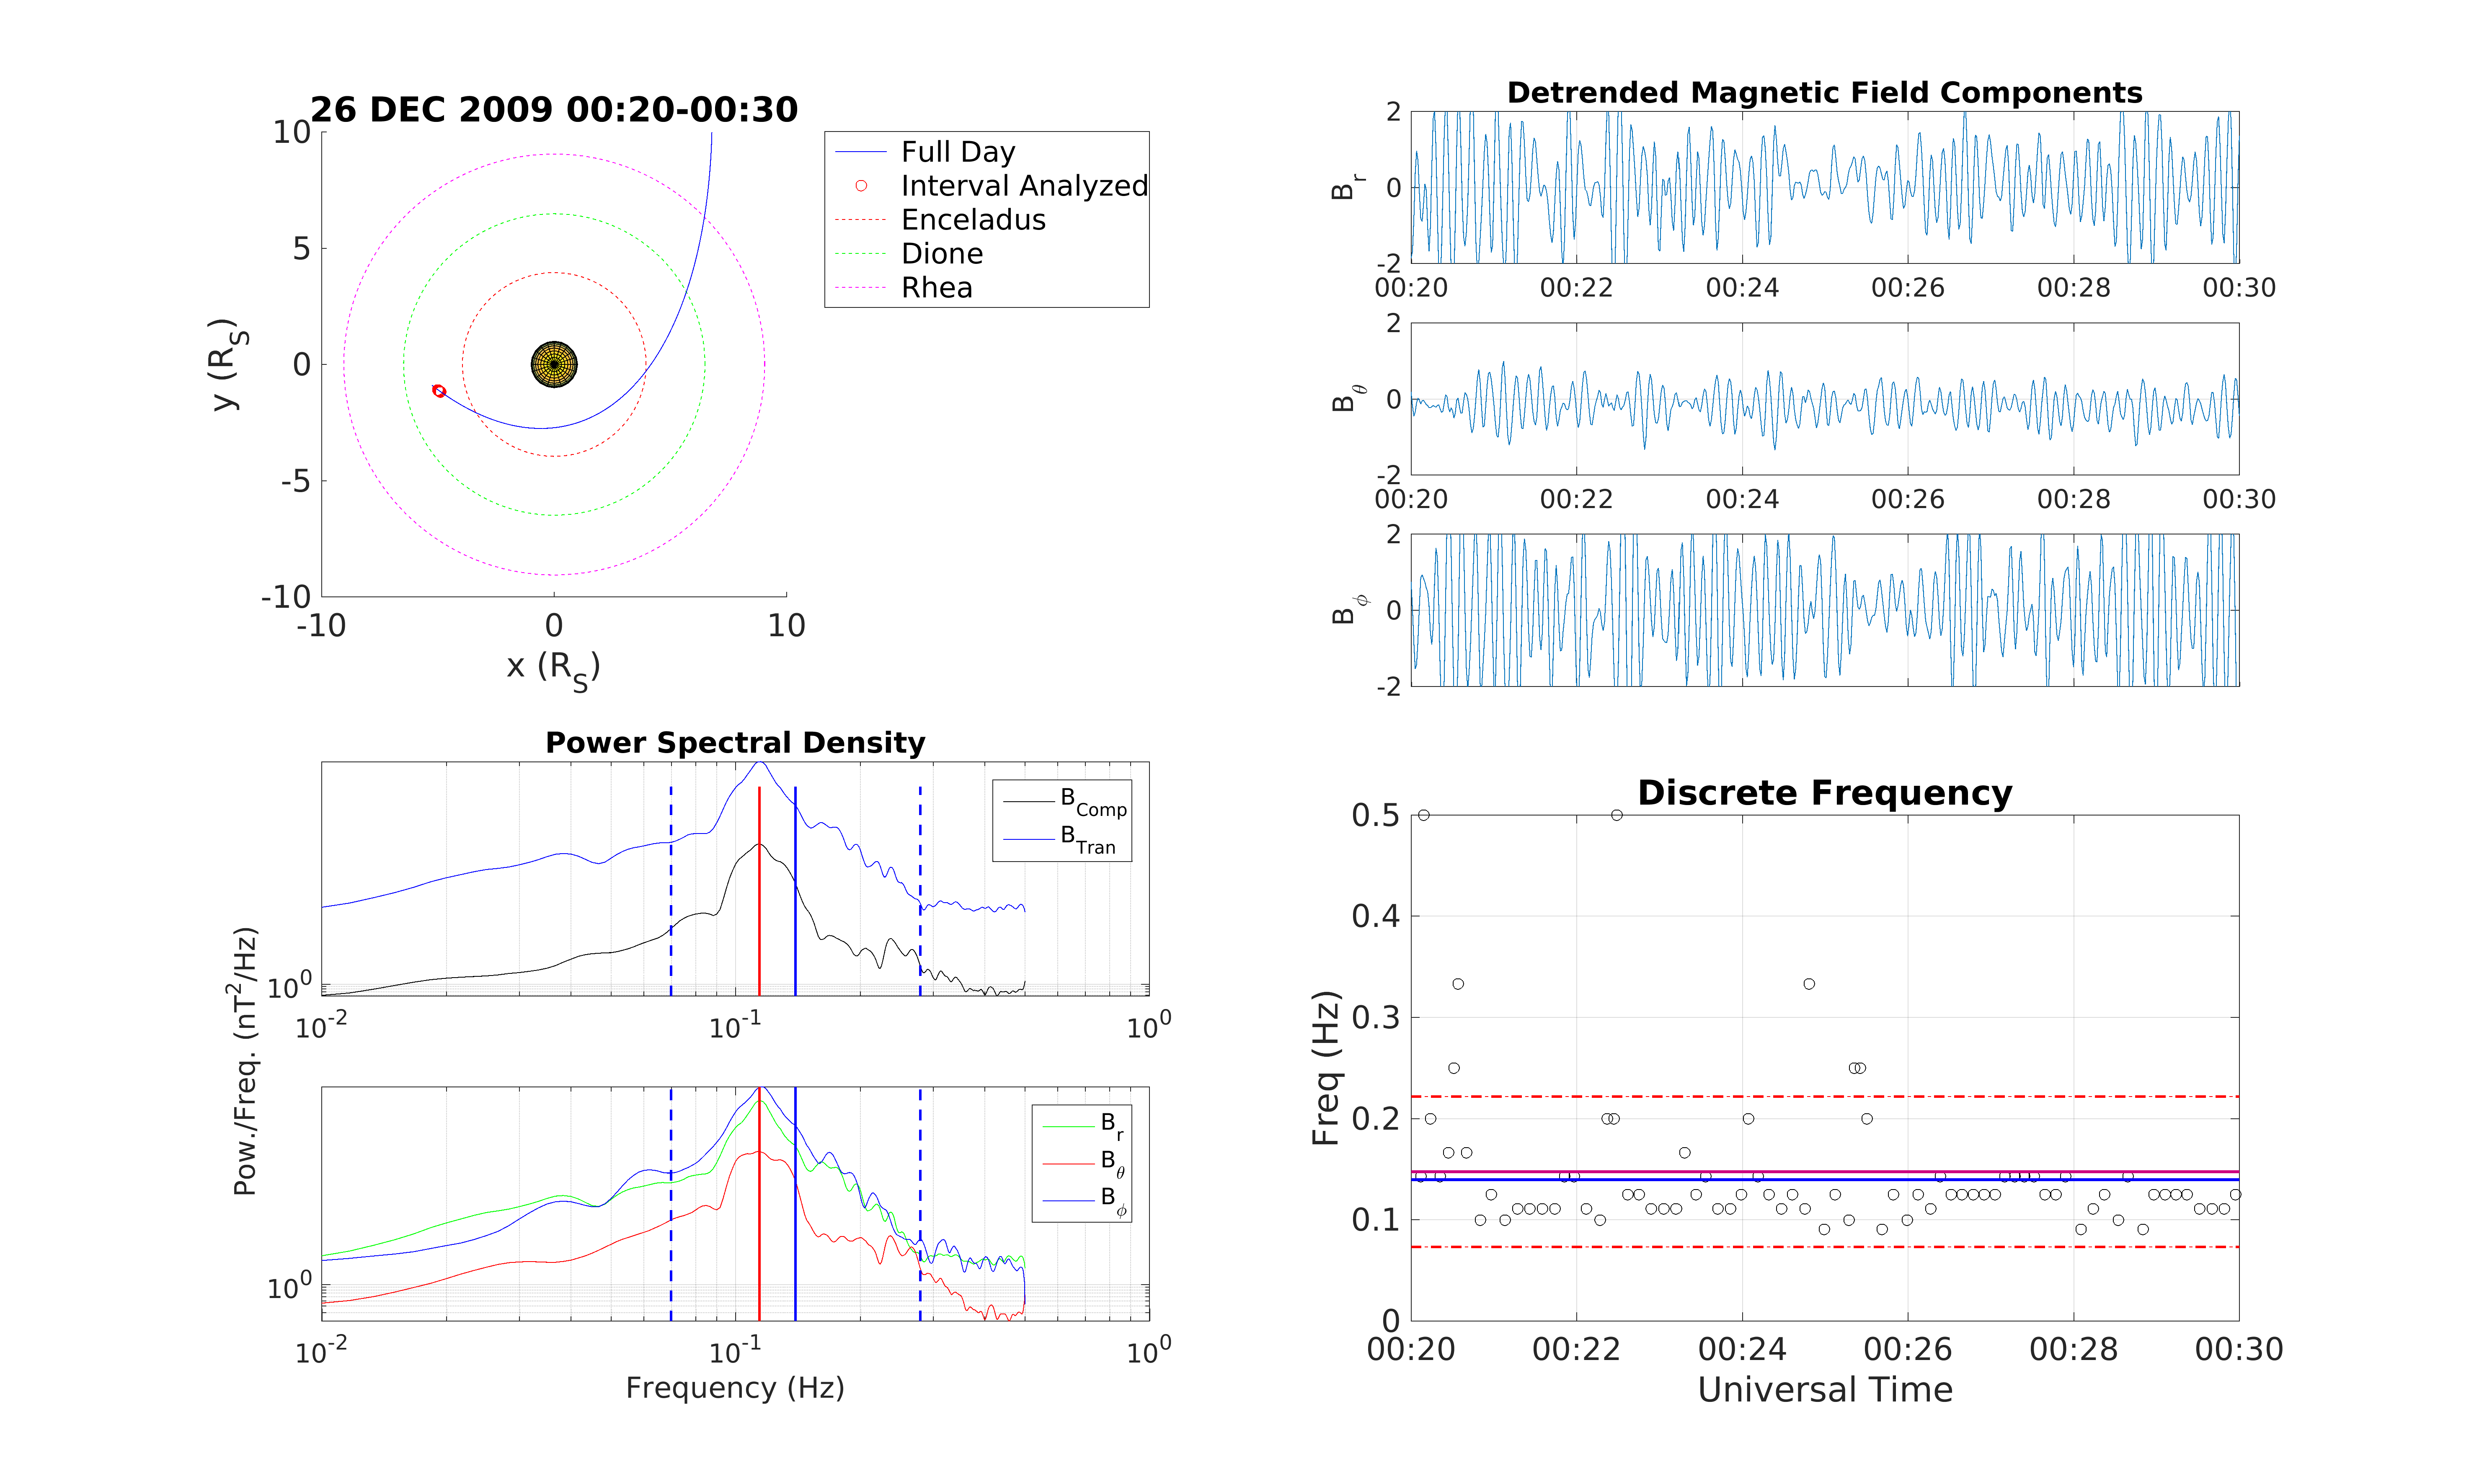 26 DEC 2009 00:20-00:30
10
5
0
-5
-10
-10
0
10
y (R_S)
x (R_S)
Full Day
Interval Analyzed
Enceladus
Dione
Rhea
Detrended Magnetic Field Components
B_r
2
0
-2
00:20 00:22 00:24 00:26 00:28 00:30
B_θ
2
0
-2
00:20 00:22 00:24 00:26 00:28 00:30
B_ϕ
2
0
-2
Power Spectral Density
B_Comp
B_Tran
10^0
10^-2 10^-1 10^0
Pow./Freq. (nT^2/Hz)
B_r
B_θ
B_ϕ
10^0
10^-2 10^-1 10^0
Frequency (Hz)
Discrete Frequency
Freq (Hz)
0.5
0.4
0.3
0.2
0.1
0
00:20 00:22 00:24 00:26 00:28 00:30
Universal Time